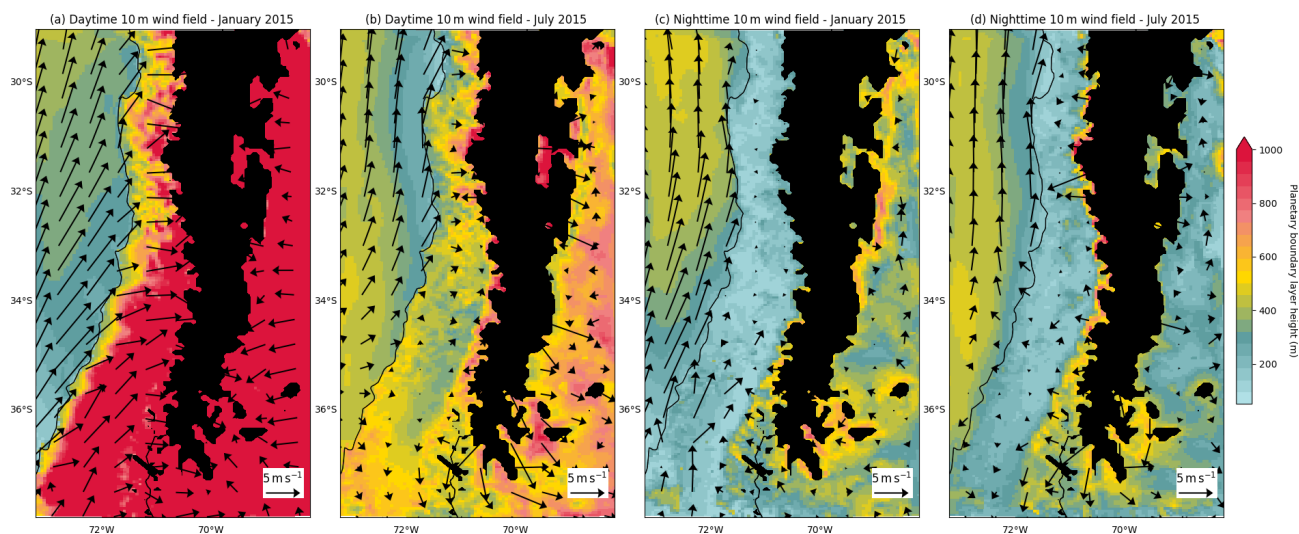 (a) Daytime 10 m wind field - January 2015
(b) Daytime 10 m wind field - July 2015
(c) Nighttime 10 m wind field - January 2015
(d) Nighttime 10 m wind field - July 2015
30°S
32°S
34°S
36°S
72°W
70°W
5 m s⁻¹
30°S
32°S
34°S
36°S
72°W
70°W
5 m s⁻¹
30°S
32°S
34°S
36°S
72°W
70°W
5 m s⁻¹
30°S
32°S
34°S
36°S
72°W
70°W
5 m s⁻¹
1000
800
600
400
200
Planetary boundary layer height (m)